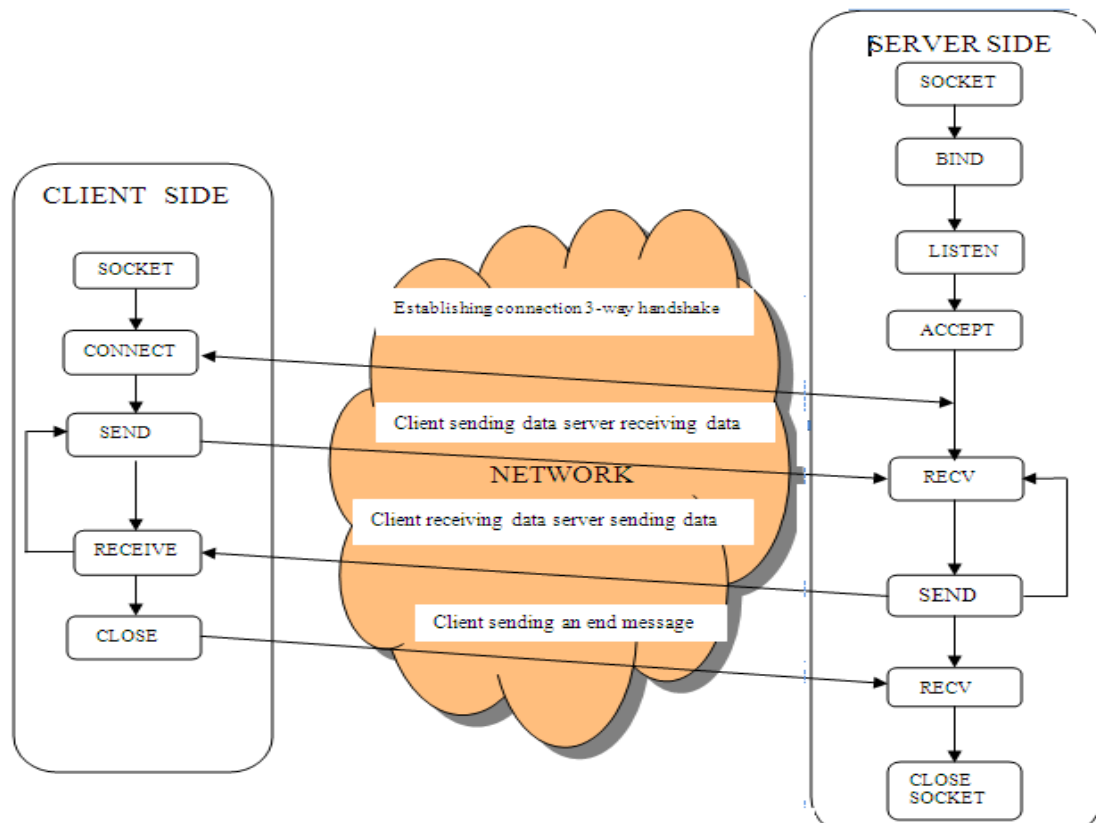 SERVER SIDE
SOCKET
BIND
LISTEN
ACCEPT
RECV
SEND
RECV
CLOSE
SOCKET
CLIENT SIDE
SOCKET
CONNECT
SEND
RECEIVE
CLOSE
Establishing connection 3-way handshake
Client sending data server receiving data
NETWORK
Client receiving data server sending data
Client sending an end message